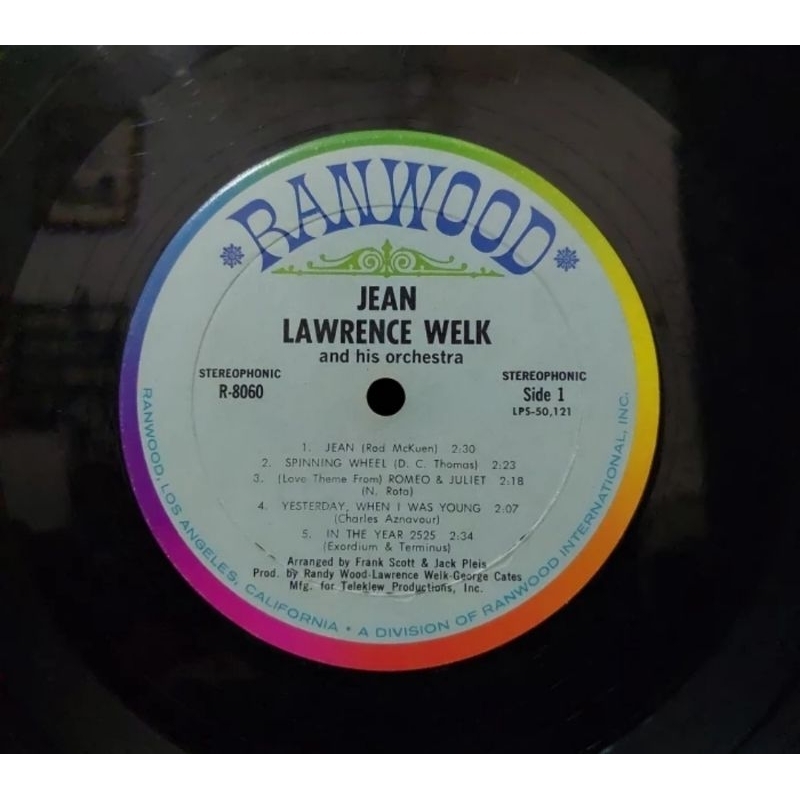 RANWOOD
JEAN
LAWRENCE WELK
and his orchestra
STEREOPHONIC
R-8060
STEREOPHONIC
Side 1
LPS-50,121
1. JEAN (Rod McKuen) 2:30
2. SPINNING WHEEL (D. C. Thomas) 2:23
3. (Love Theme From) ROMEO & JULIET 2:18
(N. Rota)
4. YESTERDAY, WHEN I WAS YOUNG 2:07
(Charles Aznavour)
5. IN THE YEAR 2525 2:34
(Exordium & Terminus)
Arranged by Frank Scott & Jack Pleis
Prod. by Randy Wood-Lawrence Welk-George Cates
Mfg. for Teleklew Productions, Inc.
RANWOOD, LOS ANGELES, CALIFORNIA • A DIVISION OF RANWOOD INTERNATIONAL, INC.